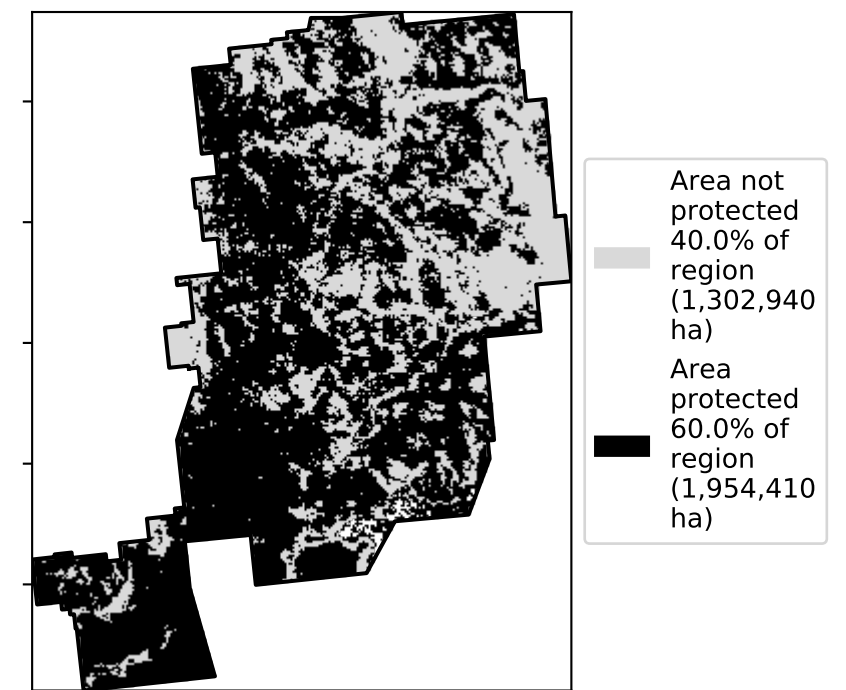 Area not
protected
40.0% of
region
(1,302,940
ha)
Area
protected
60.0% of
region
(1,954,410
ha)